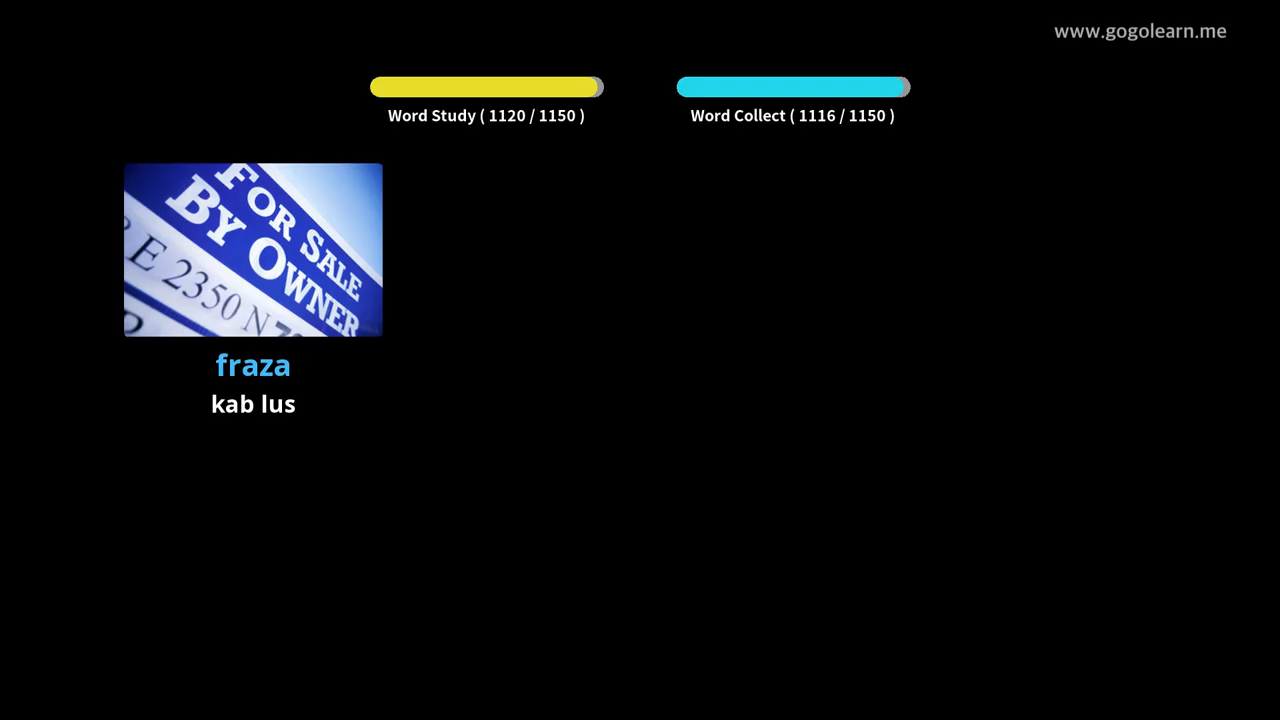 www.gogolearn.me
Word Study ( 1120 / 1150 )
Word Collect ( 1116 / 1150 )
FOR SALE
BY OWNER
E 2350 N
fraza
kab lus